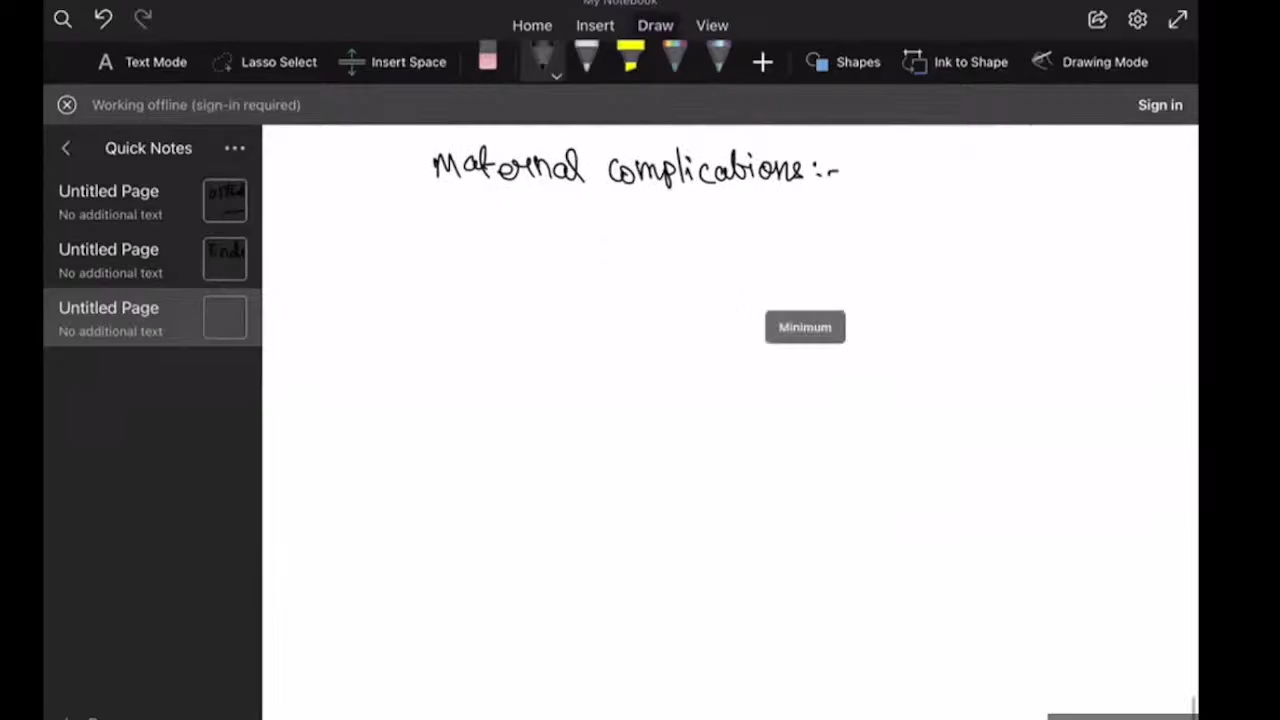 My Notebook
Home Insert Draw View
Text Mode Lasso Select Insert Space Shapes Ink to Shape Drawing Mode
Working offline (sign-in required) Sign in
Quick Notes
Maternal complications:-
Untitled Page
No additional text
Untitled Page
No additional text
Untitled Page
No additional text
Minimum